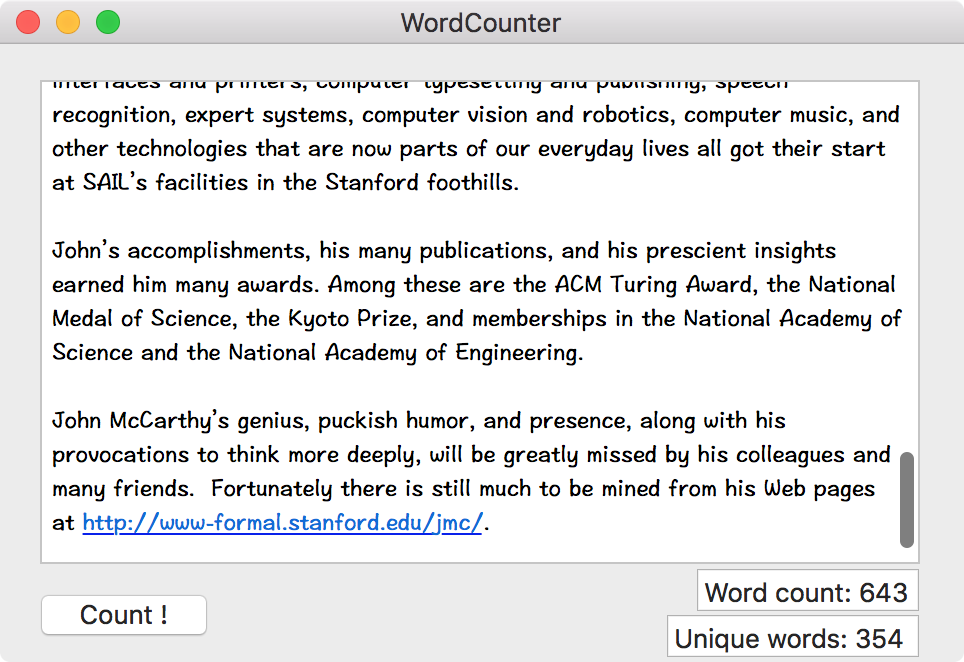 WordCounter
interfaces and printers, computer typesetting and publishing, speech
recognition, expert systems, computer vision and robotics, computer music, and
other technologies that are now parts of our everyday lives all got their start
at SAIL's facilities in the Stanford foothills.
John's accomplishments, his many publications, and his prescient insights
earned him many awards. Among these are the ACM Turing Award, the National
Medal of Science, the Kyoto Prize, and memberships in the National Academy of
Science and the National Academy of Engineering.
John McCarthy's genius, puckish humor, and presence, along with his
provocations to think more deeply, will be greatly missed by his colleagues and
many friends.  Fortunately there is still much to be mined from his Web pages
at http://www-formal.stanford.edu/jmc/.
Count !
Word count: 643
Unique words: 354